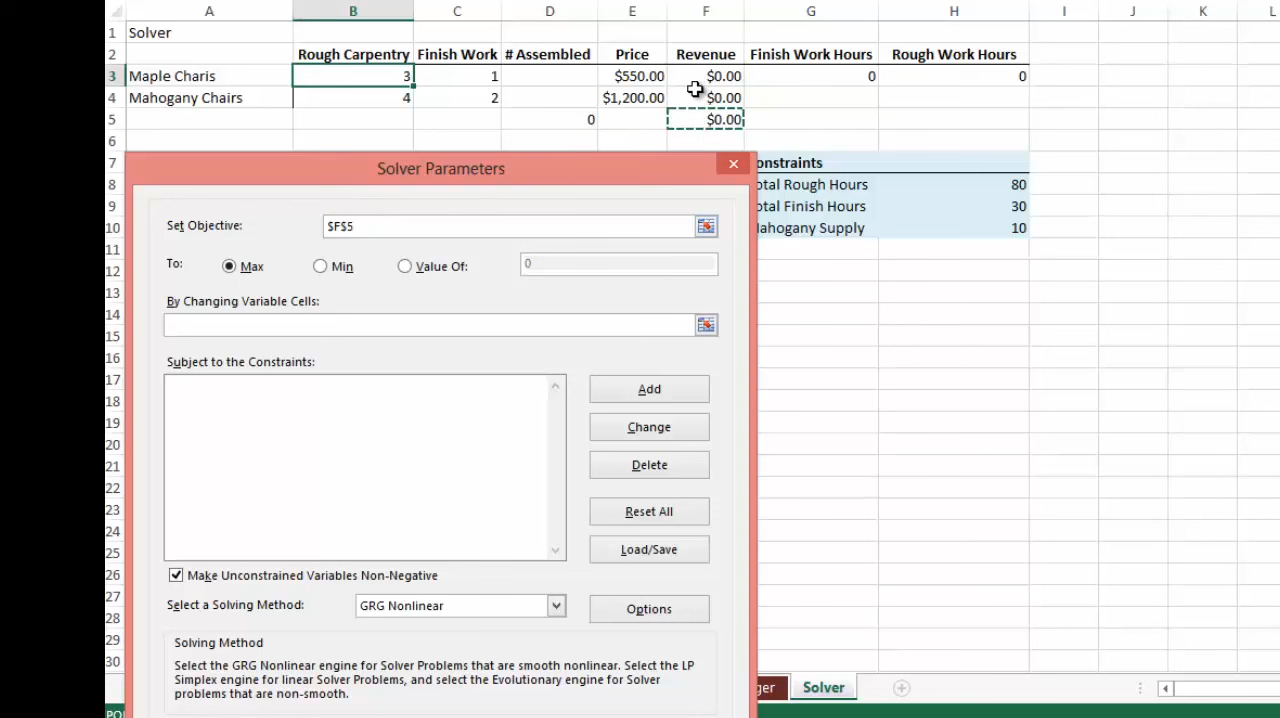 A B C D E F G H I J K L
1 Solver
2 Rough Carpentry Finish Work # Assembled Price Revenue Finish Work Hours Rough Work Hours
3 Maple Charis 3 1 $550.00 $0.00 0 0
4 Mahogany Chairs 4 2 $1,200.00 $0.00
5 0 $0.00
6
7 onstraints
8 otal Rough Hours 80
9 otal Finish Hours 30
10 ahogany Supply 10
11
12
13
14
15
16
17
18
19
20
21
22
23
24
25
26
27
28
29
30
Solver Parameters
Set Objective: $F$5
To: Max Min Value Of: 0
By Changing Variable Cells:
Subject to the Constraints:
Add
Change
Delete
Reset All
Load/Save
Make Unconstrained Variables Non-Negative
Select a Solving Method: GRG Nonlinear Options
Solving Method
Select the GRG Nonlinear engine for Solver Problems that are smooth nonlinear. Select the LP
Simplex engine for linear Solver Problems, and select the Evolutionary engine for Solver
problems that are non-smooth.
ger Solver
PO